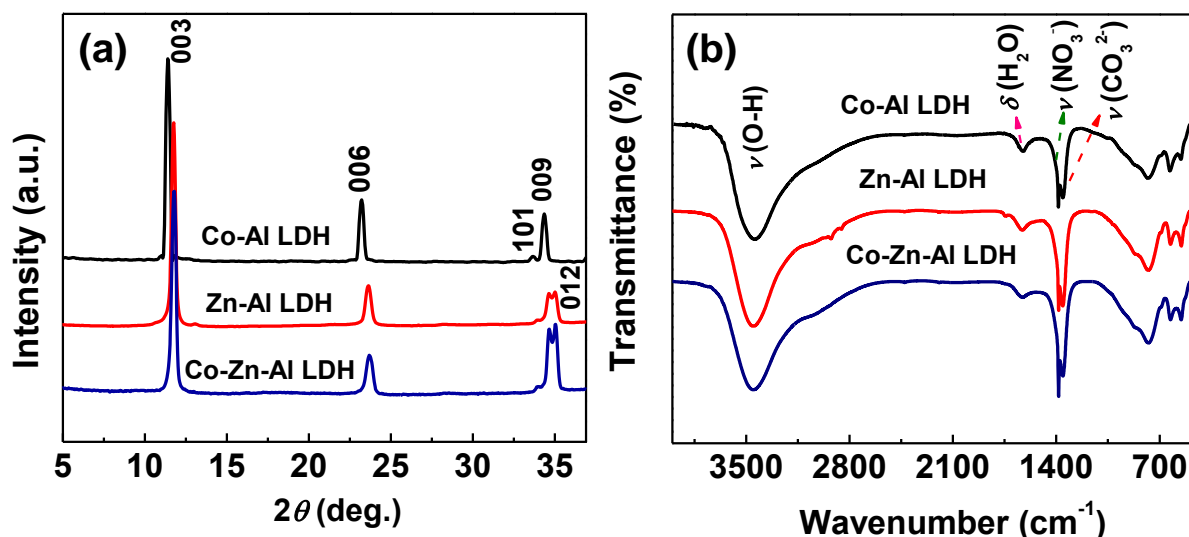 (a)
003
006
009
101
012
Co-Al LDH
Zn-Al LDH
Co-Zn-Al LDH
Intensity (a.u.)
5 10 15 20 25 30 35
2θ (deg.)
(b)
ν (O-H)
δ (H₂O)
ν (NO₃⁻)
ν (CO₃²⁻)
Co-Al LDH
Zn-Al LDH
Co-Zn-Al LDH
Transmittance (%)
3500 2800 2100 1400 700
Wavenumber (cm⁻¹)